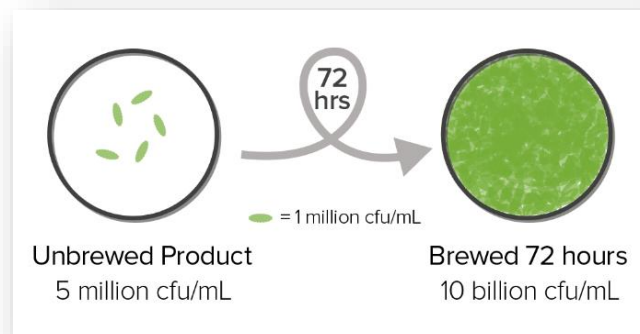 72
hrs
= 1 million cfu/mL
Unbrewed Product
5 million cfu/mL
Brewed 72 hours
10 billion cfu/mL